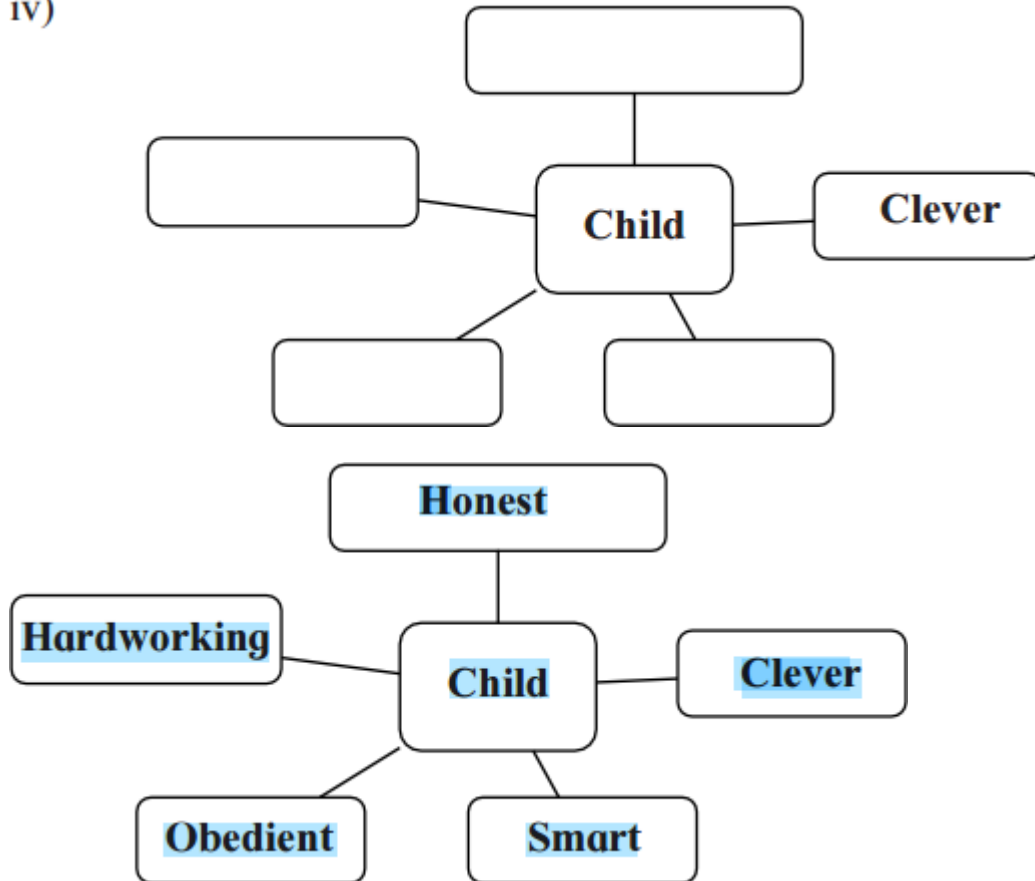 iv)
Child
Clever
Honest
Hardworking
Child
Clever
Obedient
Smart